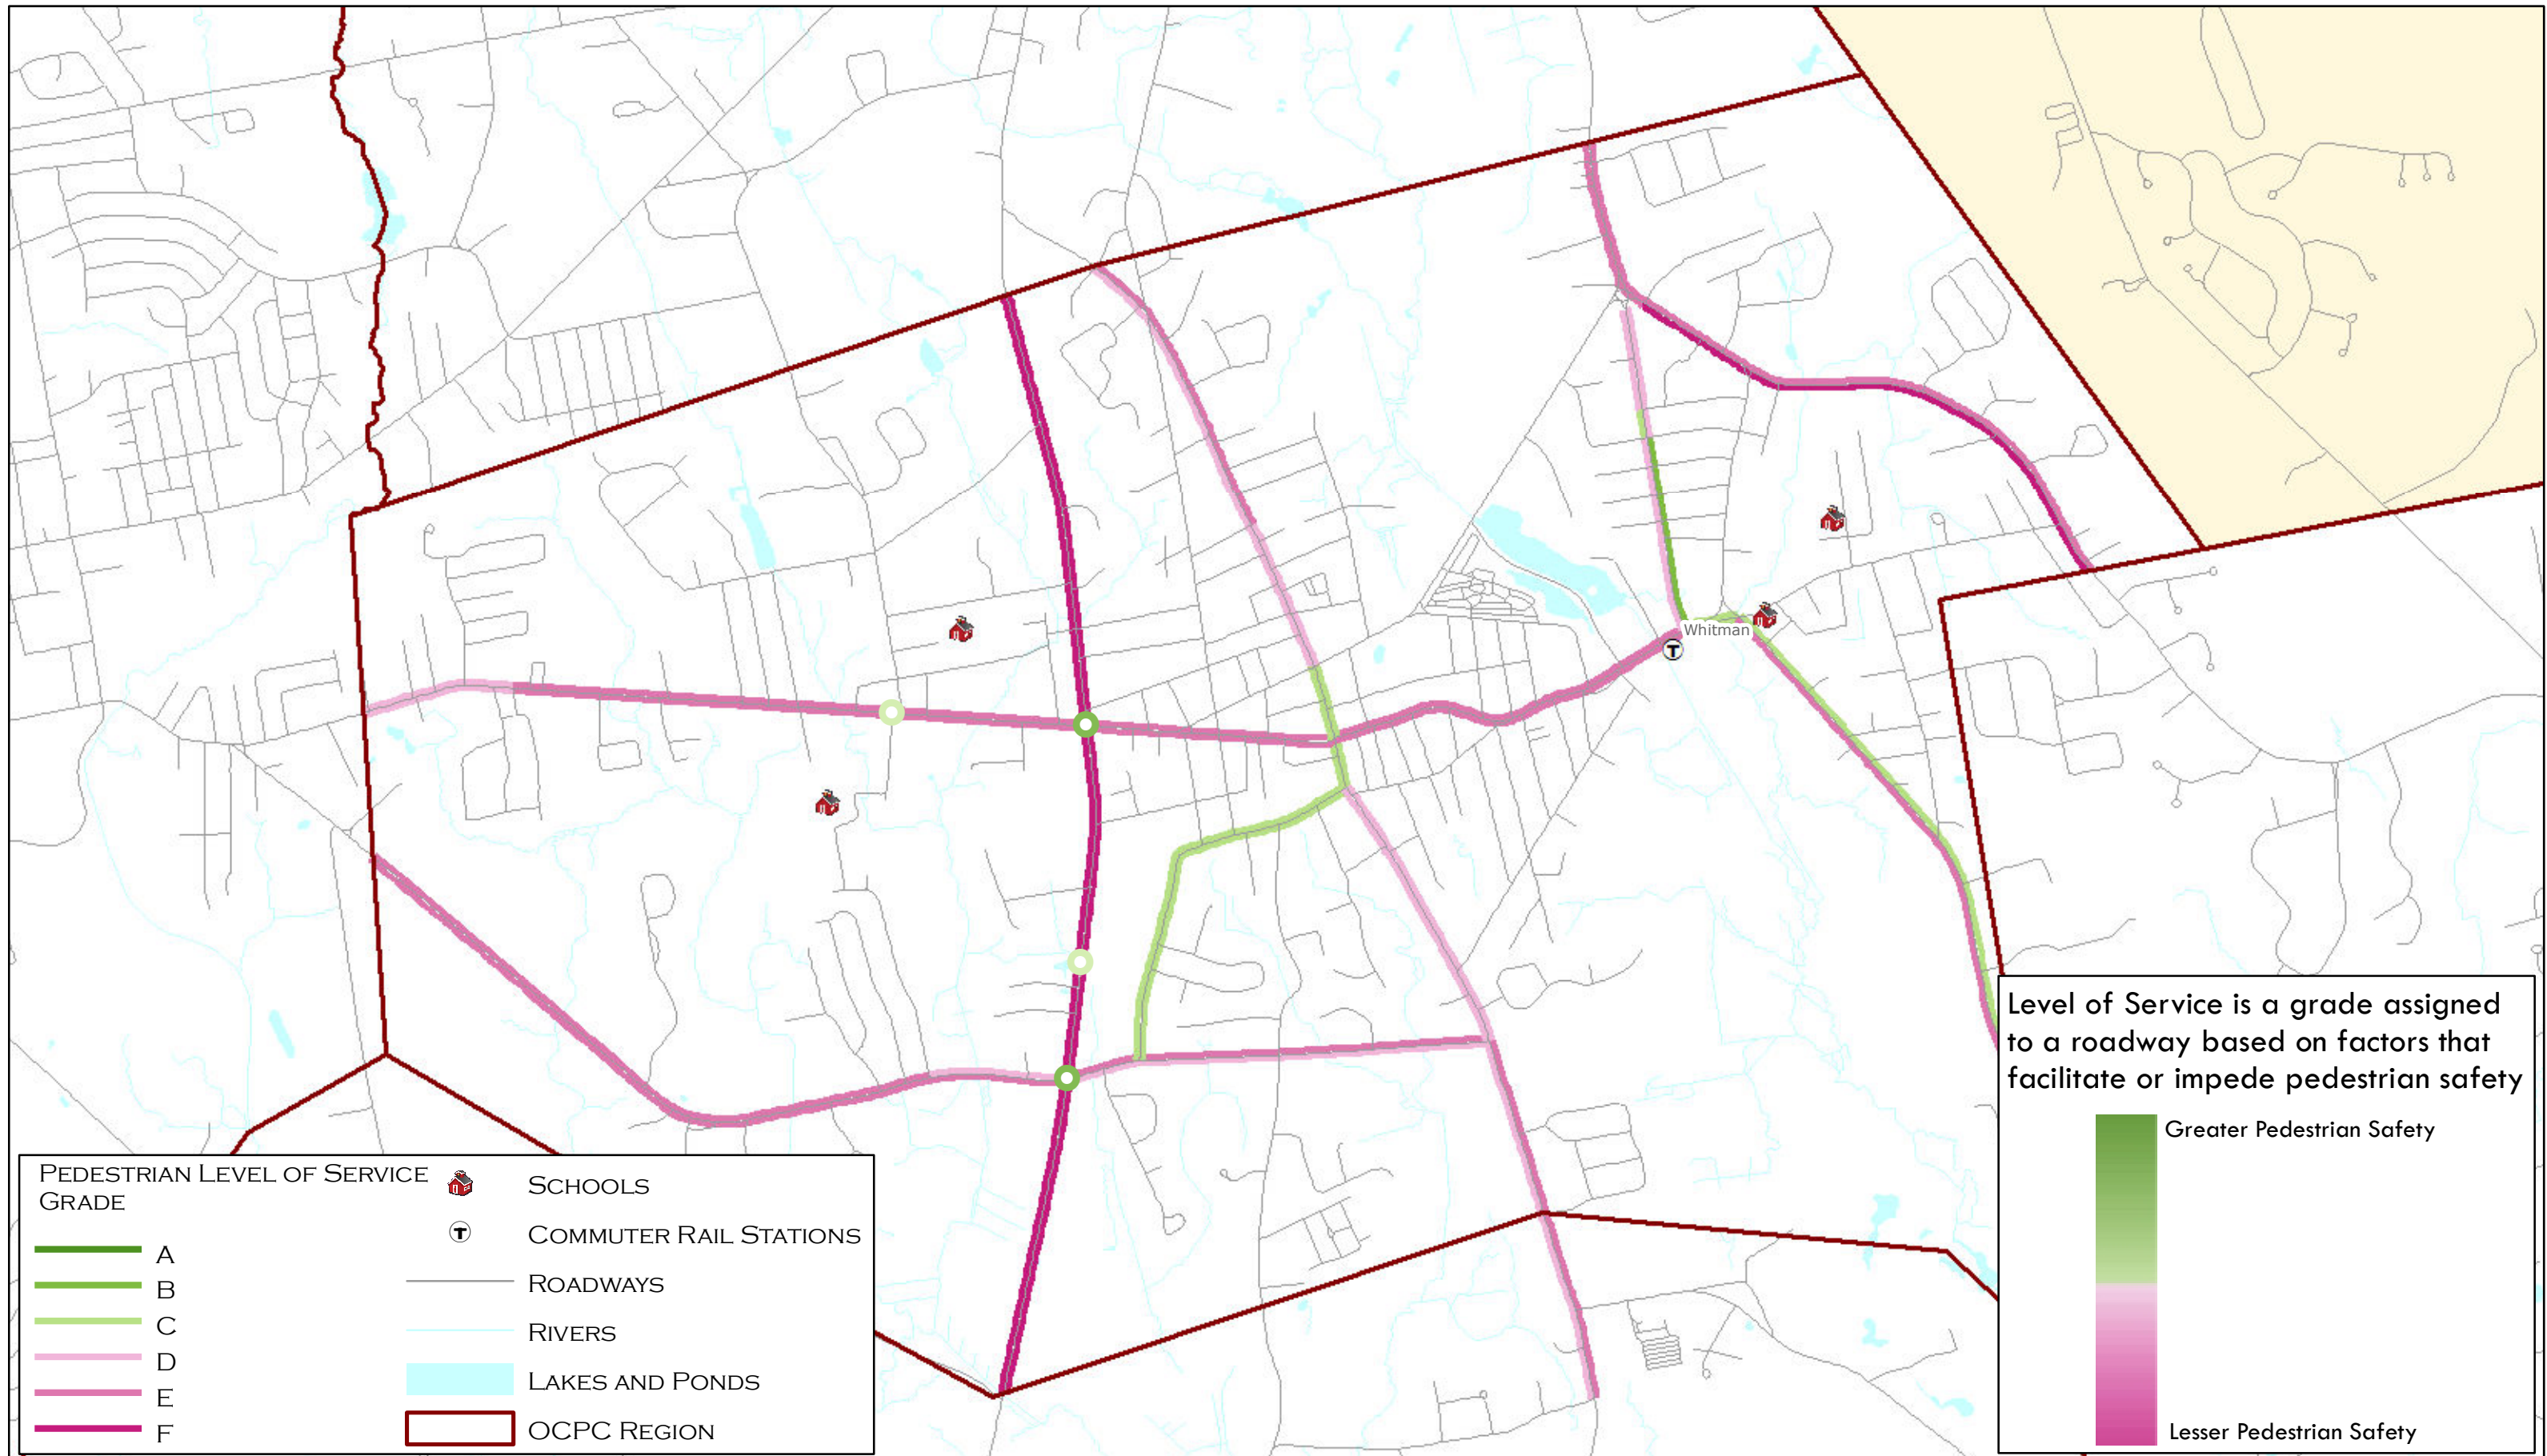 Whitman
T
Level of Service is a grade assigned
to a roadway based on factors that
facilitate or impede pedestrian safety
Greater Pedestrian Safety
Lesser Pedestrian Safety
PEDESTRIAN LEVEL OF SERVICE
GRADE
A
B
C
D
E
F
SCHOOLS
T
COMMUTER RAIL STATIONS
ROADWAYS
RIVERS
LAKES AND PONDS
OCPC REGION